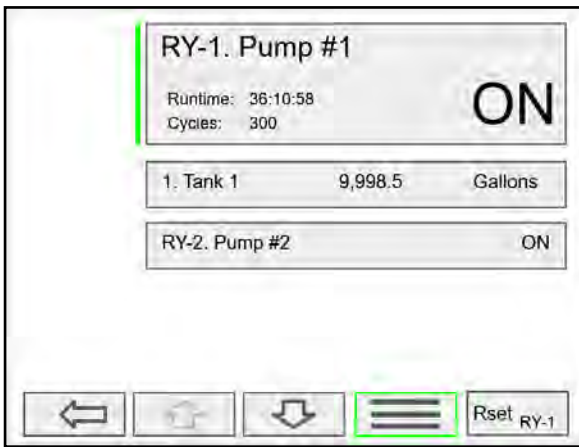 RY-1. Pump #1
Runtime: 36:10:58
ON
Cycles: 300
1. Tank 1 9,998.5 Gallons
RY-2. Pump #2 ON
Rset RY-1